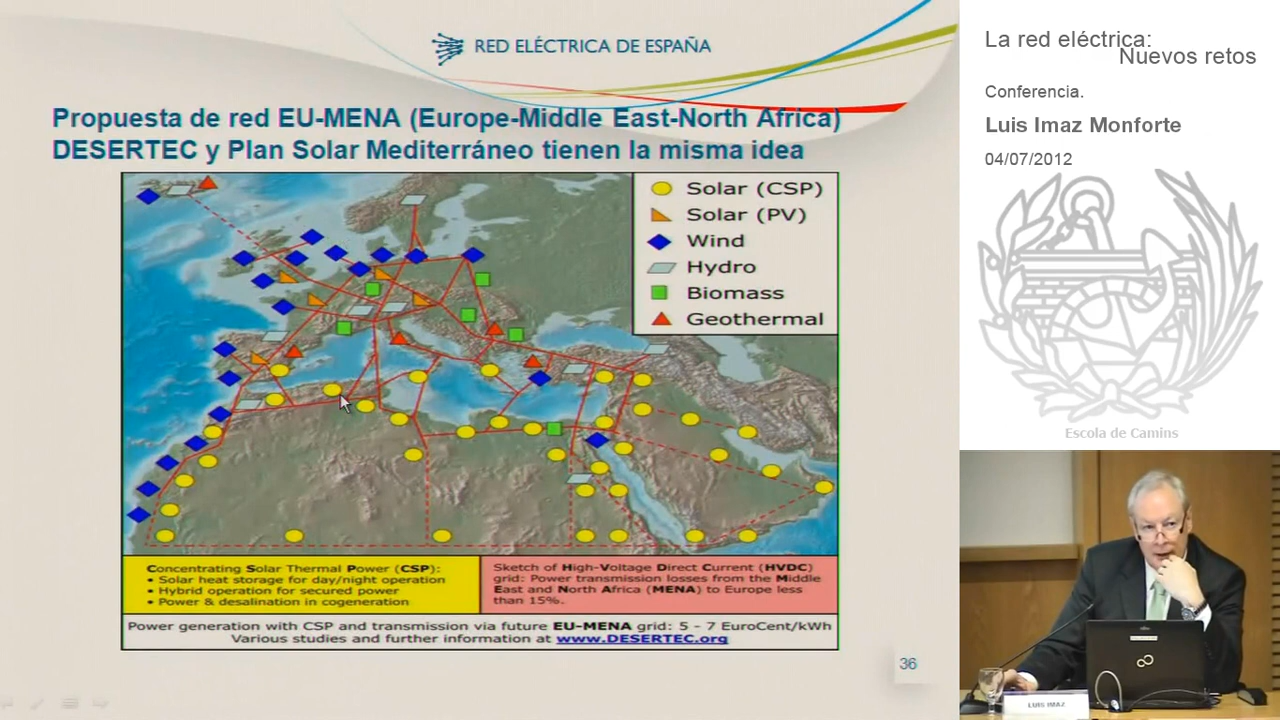 RED ELÉCTRICA DE ESPAÑA
Propuesta de red EU-MENA (Europe-Middle East-North Africa)
DESERTEC y Plan Solar Mediterráneo tienen la misma idea
Solar (CSP)
Solar (PV)
Wind
Hydro
Biomass
Geothermal
Concentrating Solar Thermal Power (CSP):
• Solar heat storage for day/night operation
• Hybrid operation for secured power
• Power & desalination in cogeneration
Sketch of High-Voltage Direct Current (HVDC)
grid: Power transmission losses from the Middle
East and North Africa (MENA) to Europe less
than 15%.
Power generation with CSP and transmission via future EU-MENA grid: 5 - 7 EuroCent/kWh
Various studies and further information at www.DESERTEC.org
36
La red eléctrica:
Nuevos retos
Conferencia.
Luis Imaz Monforte
04/07/2012
Escola de Camins
LUIS IMAZ